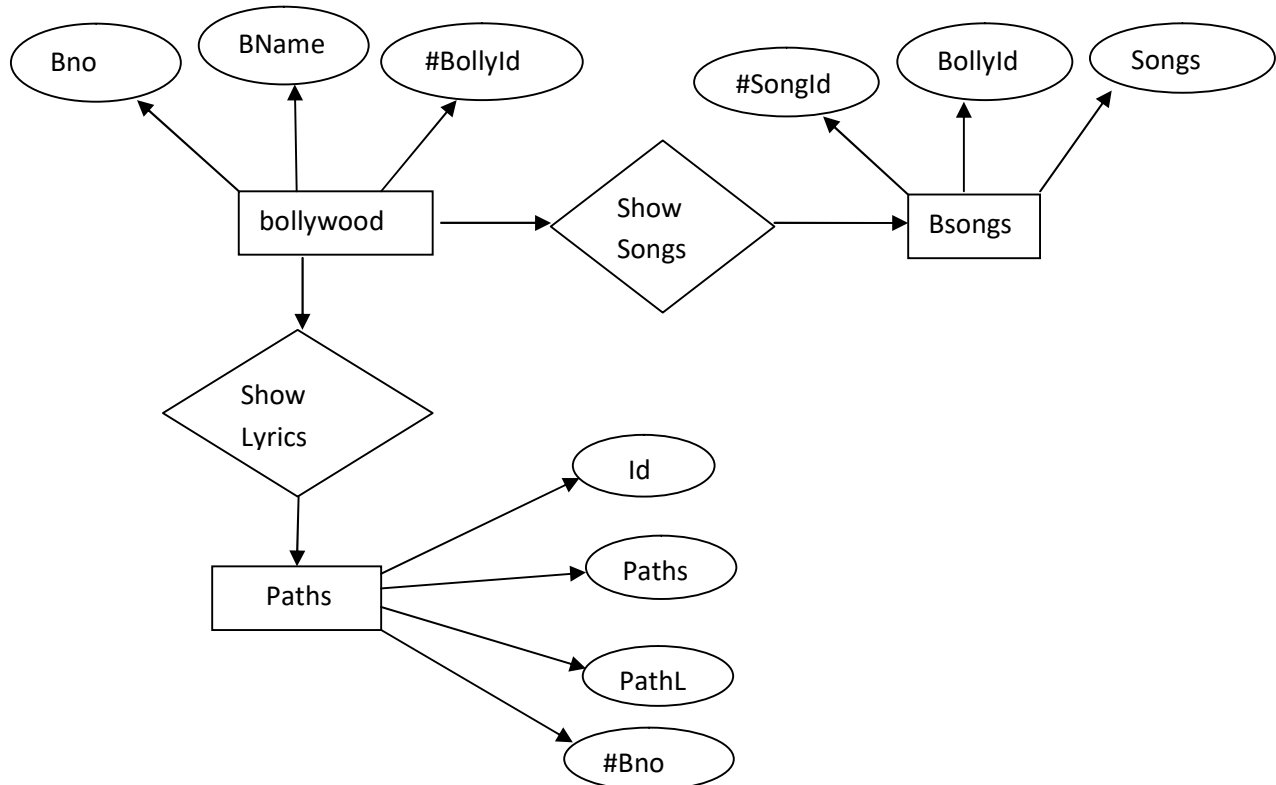 Bno
BName
#BollyId
#SongId
BollyId
Songs
bollywood
Show
Songs
Bsongs
Show
Lyrics
Id
Paths
Paths
PathL
#Bno